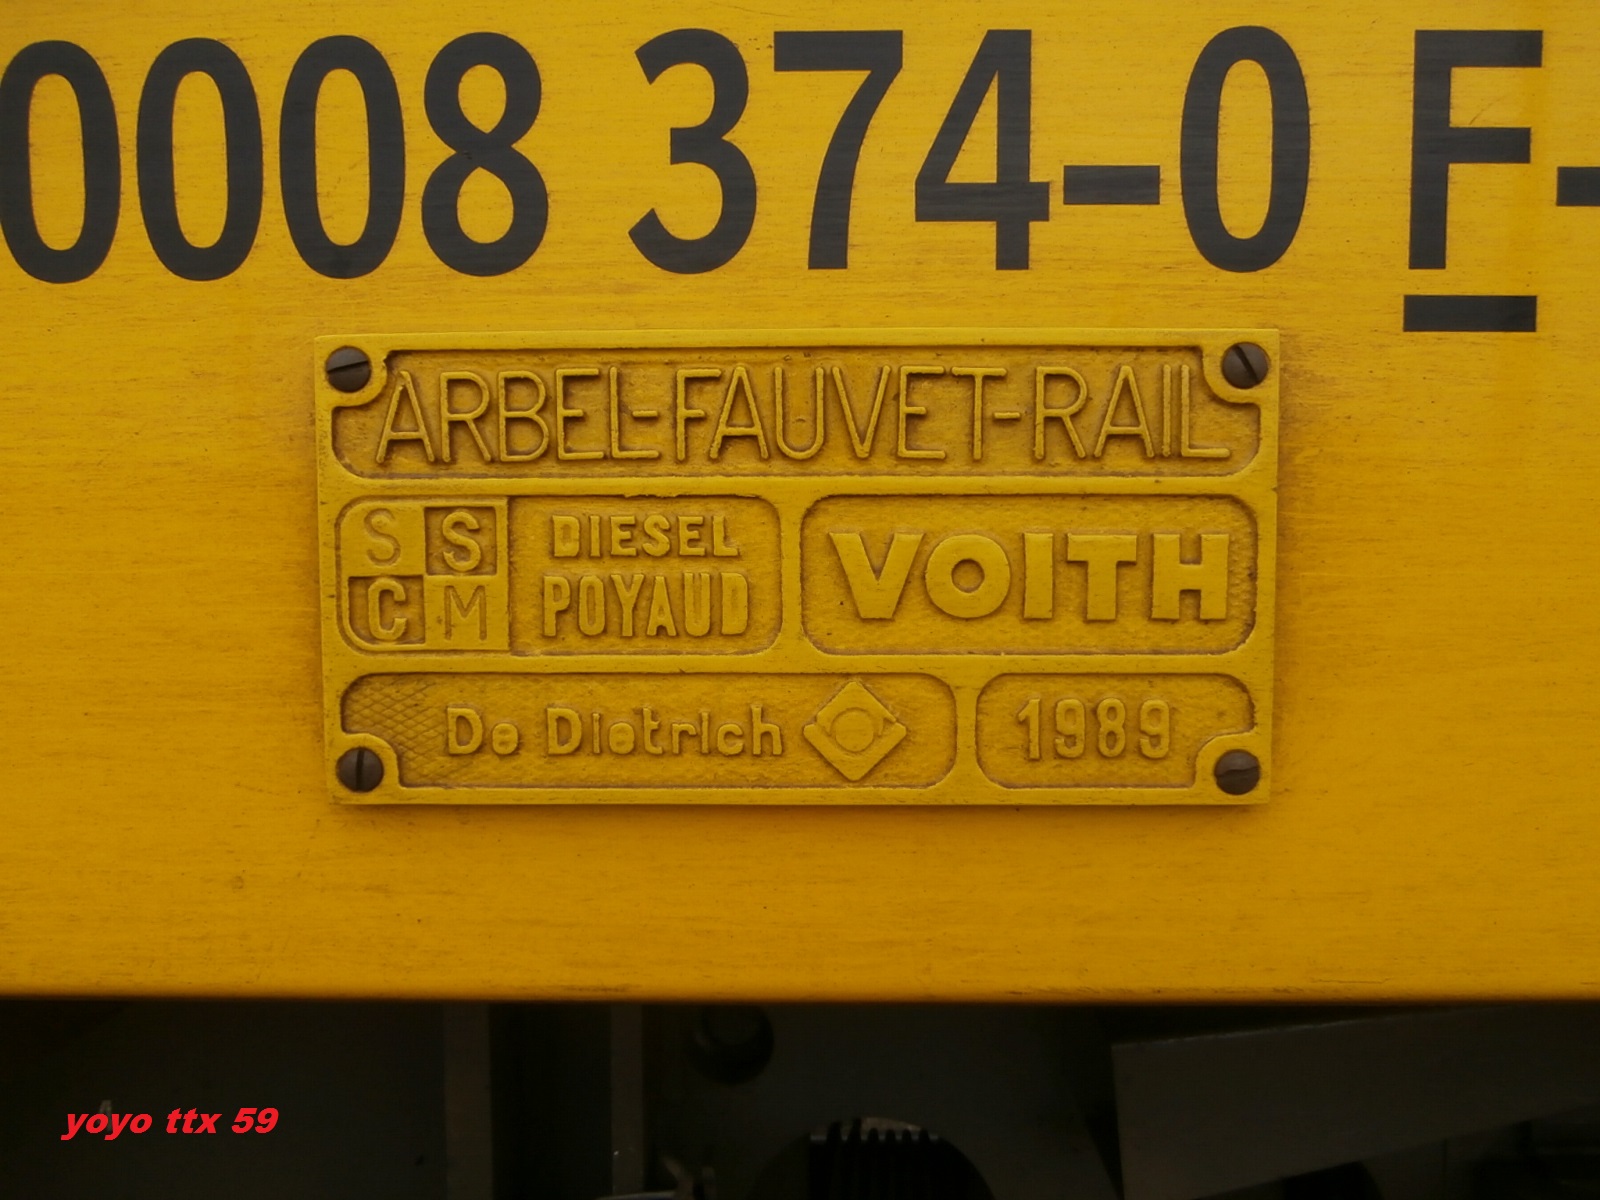 0008 374-0 F-
ARBEL-FAUVET-RAIL
S S
C M
DIESEL
POYAUD
VOITH
De Dietrich
1989
yoyo ttx 59